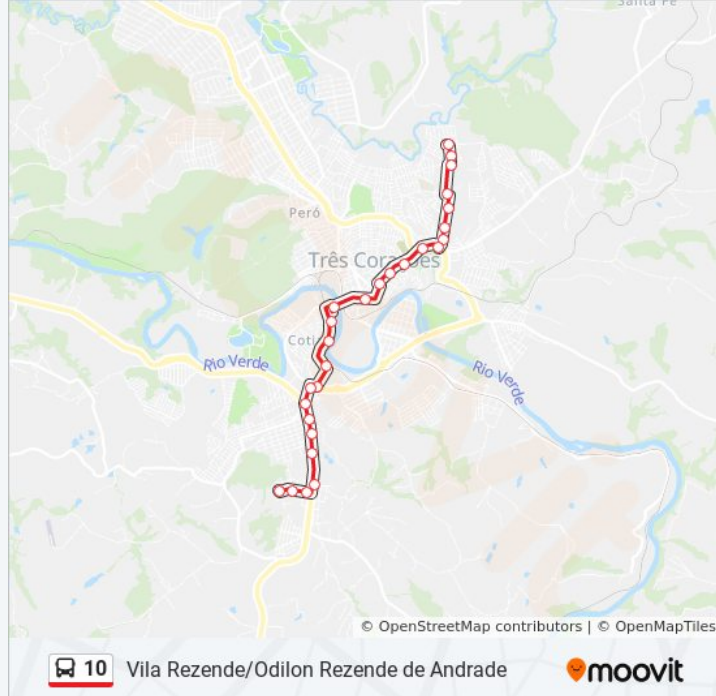 Santa Fé
Peró
Três Corações
Cotia
Rio Verde
Rio Verde
© OpenStreetMap contributors | © OpenMapTiles
10 Vila Rezende/Odilon Rezende de Andrade
moovit